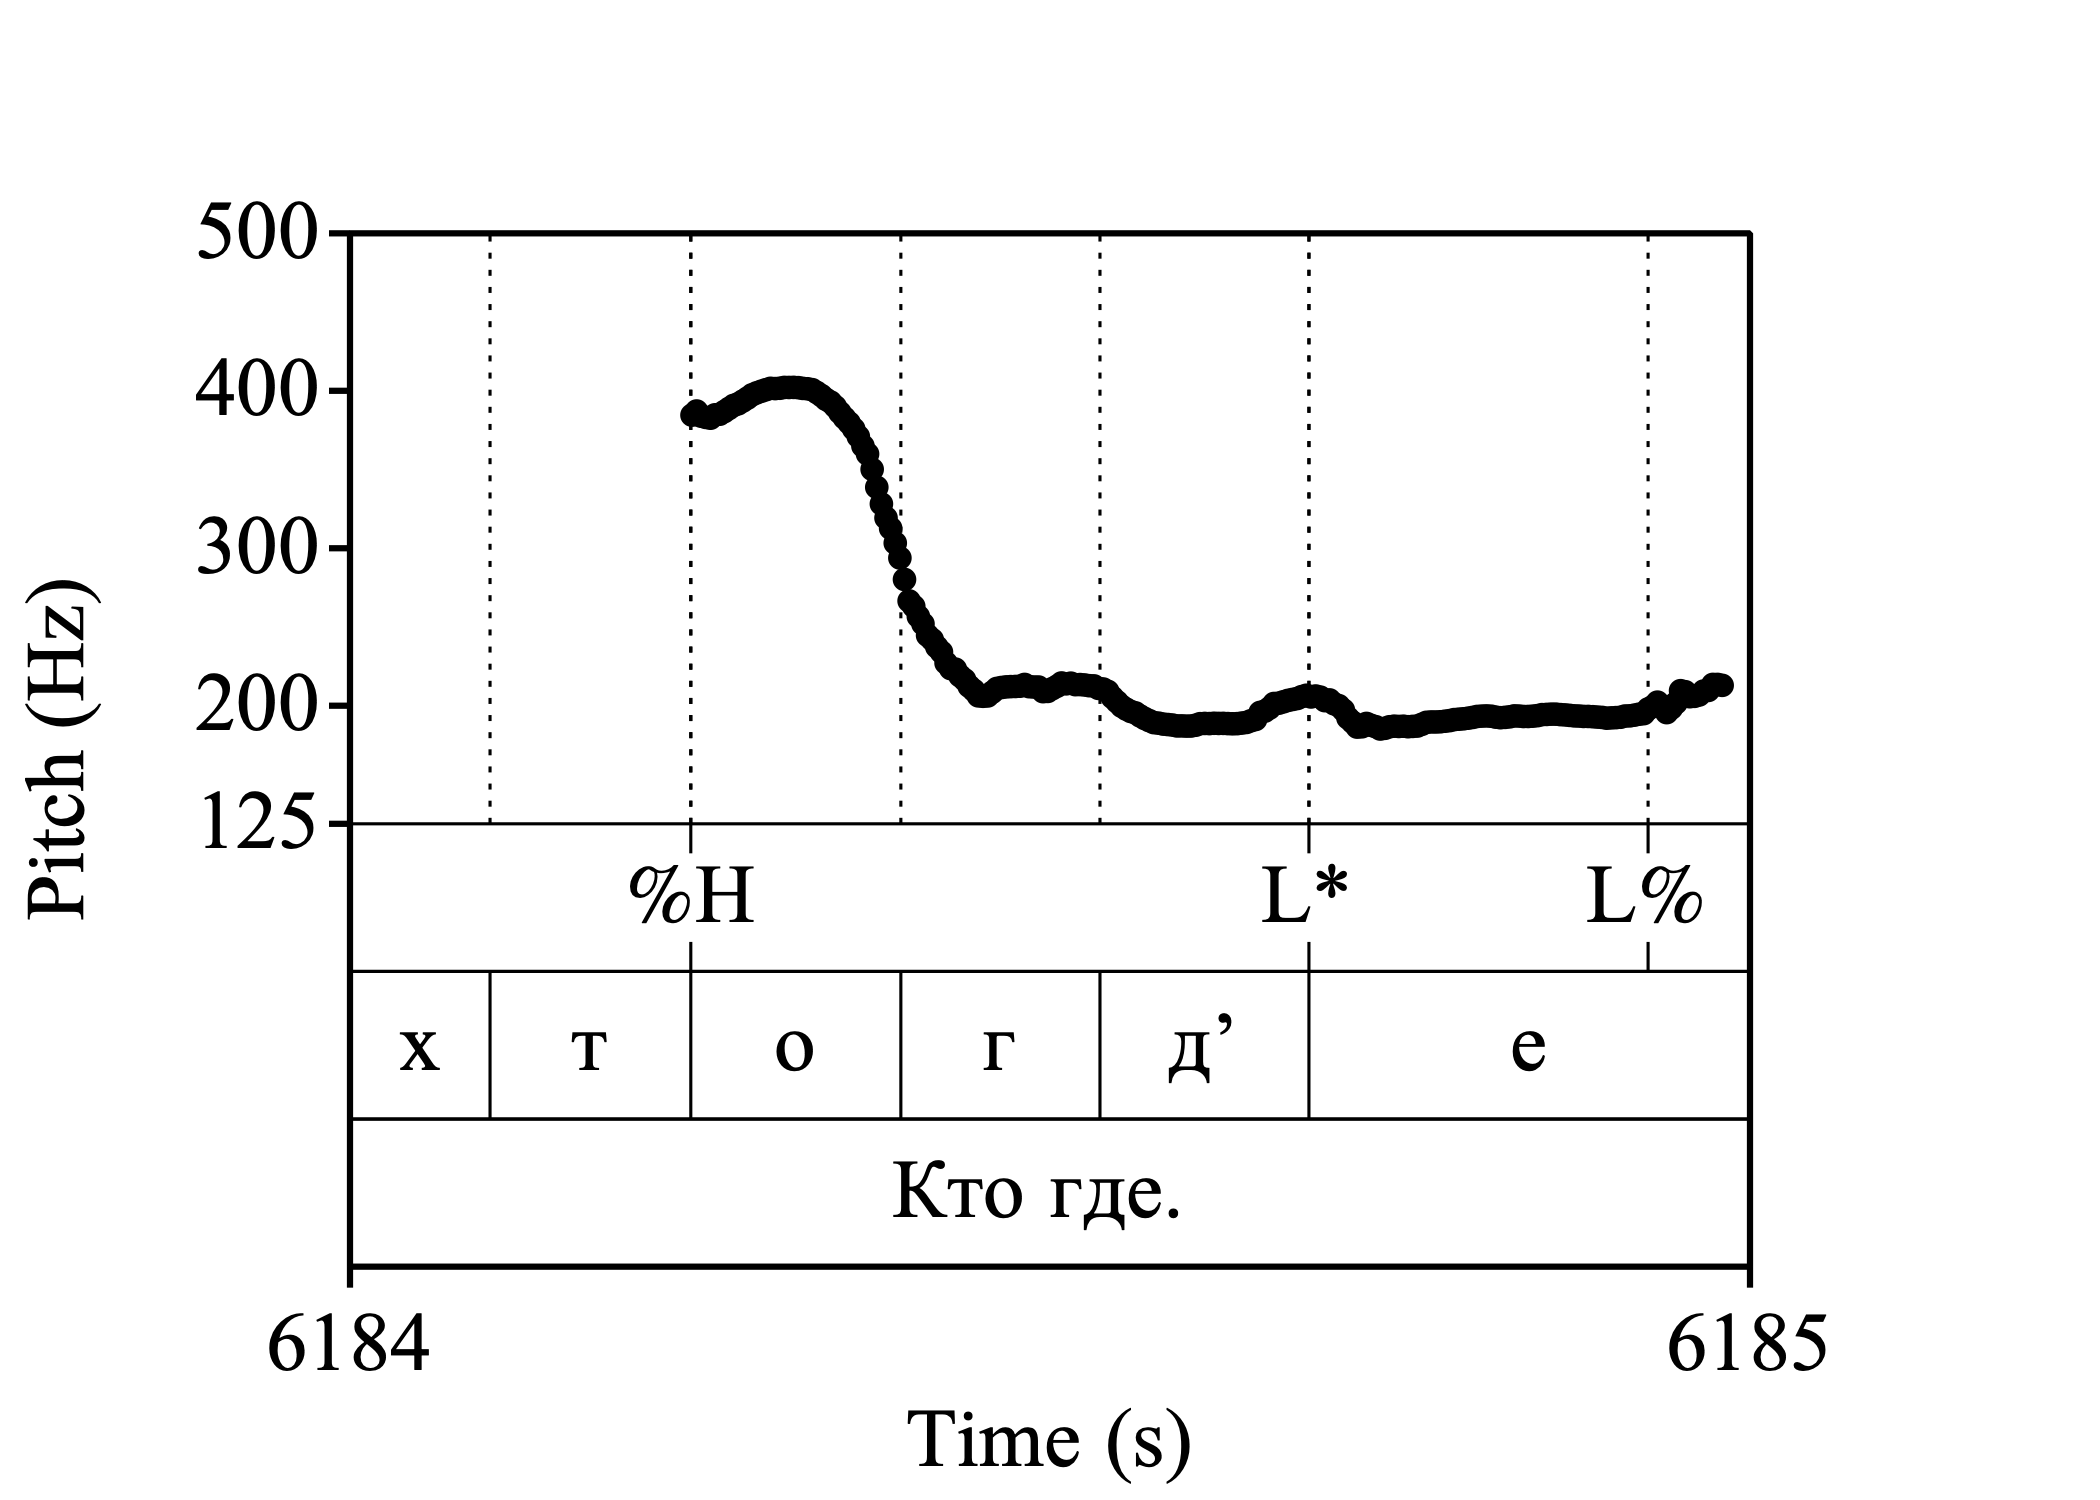 500
400
300
200
125
Pitch (Hz)
%H L* L%
х т о г д’ е
Кто где.
6184 6185
Time (s)